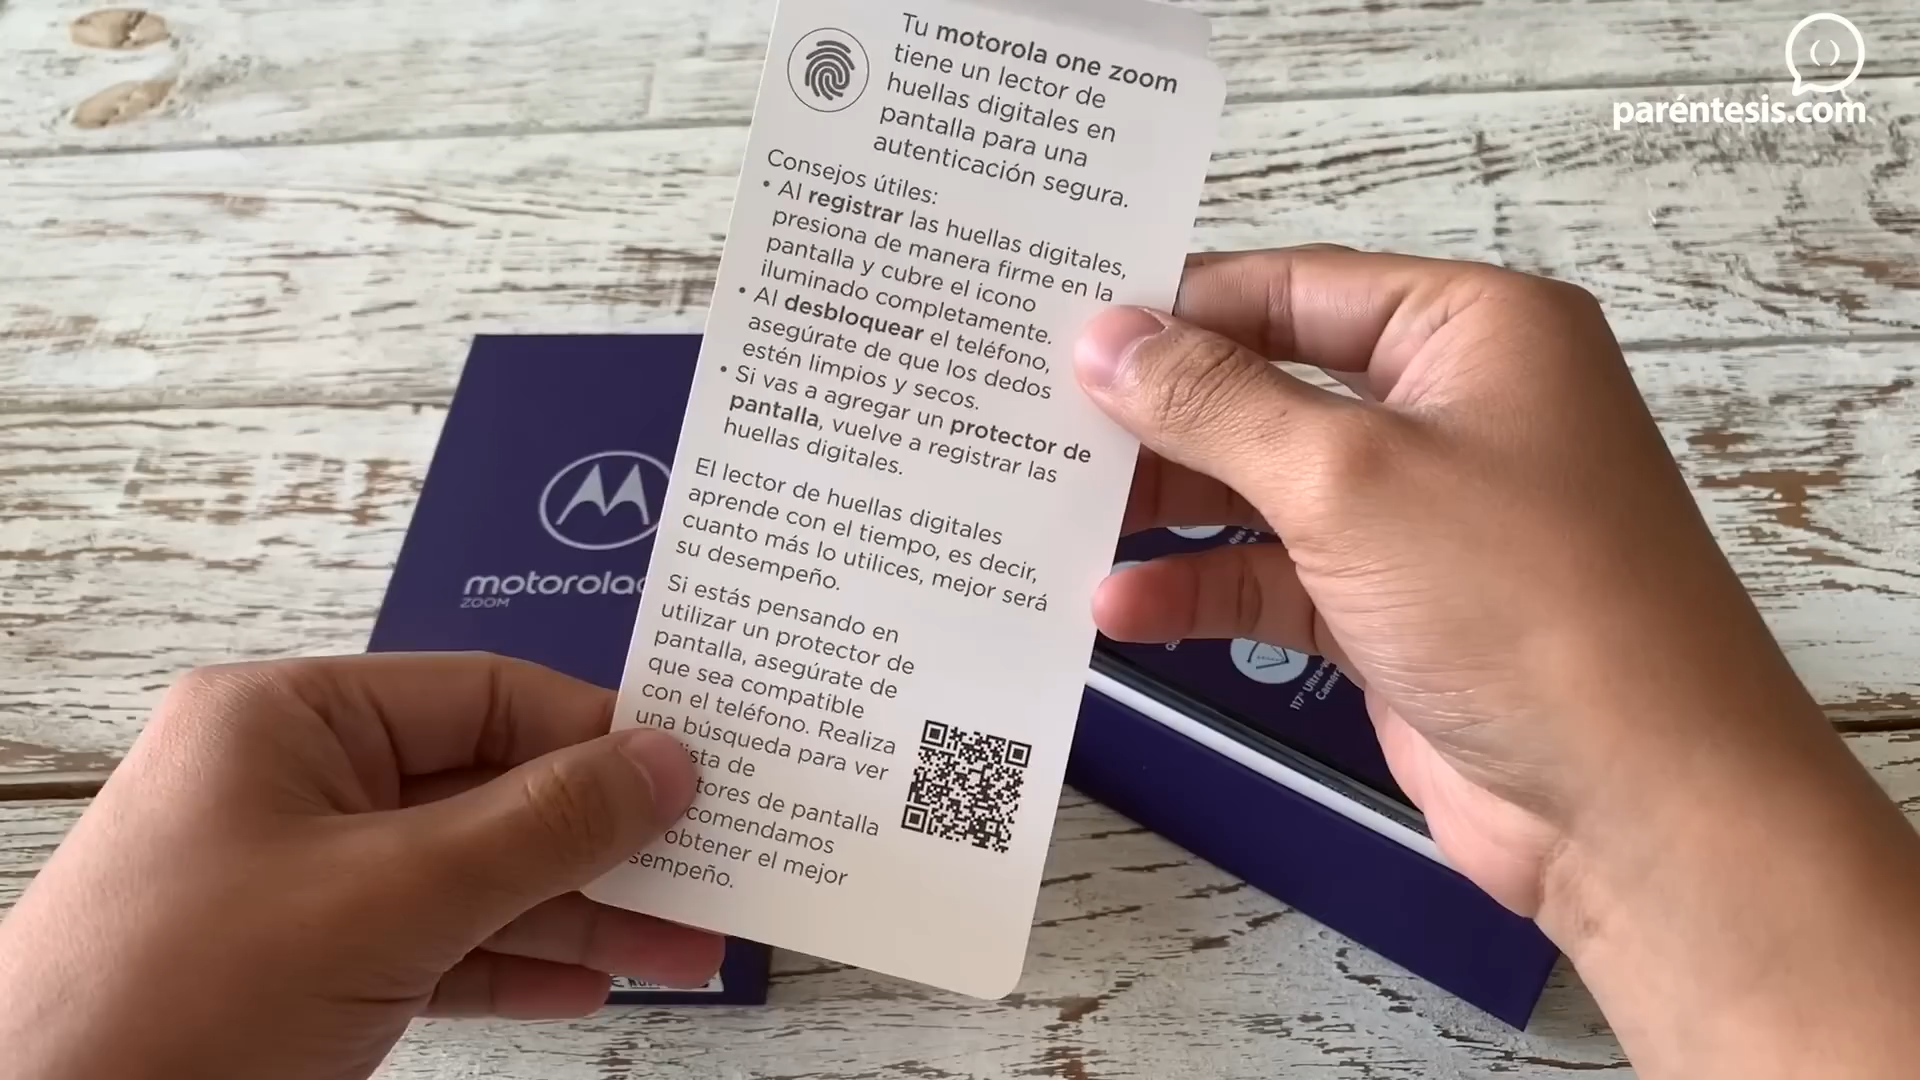 Tu motorola one zoom
tiene un lector de
huellas digitales en
pantalla para una
autenticación segura.
Consejos útiles:
• Al registrar las huellas digitales,
presiona de manera firme en la
pantalla y cubre el icono
iluminado completamente.
• Al desbloquear el teléfono,
asegúrate de que los dedos
estén limpios y secos.
• Si vas a agregar un protector de
pantalla, vuelve a registrar las
huellas digitales.
El lector de huellas digitales
aprende con el tiempo, es decir,
cuanto más lo utilices, mejor será
su desempeño.
Si estás pensando en
utilizar un protector de
pantalla, asegúrate de
que sea compatible
con el teléfono. Realiza
una búsqueda para ver
ista de
tores de pantalla
comendamos
obtener el mejor
sempeño.
motorola
ZOOM
117° Ultra-
Cámar
paréntesis.com